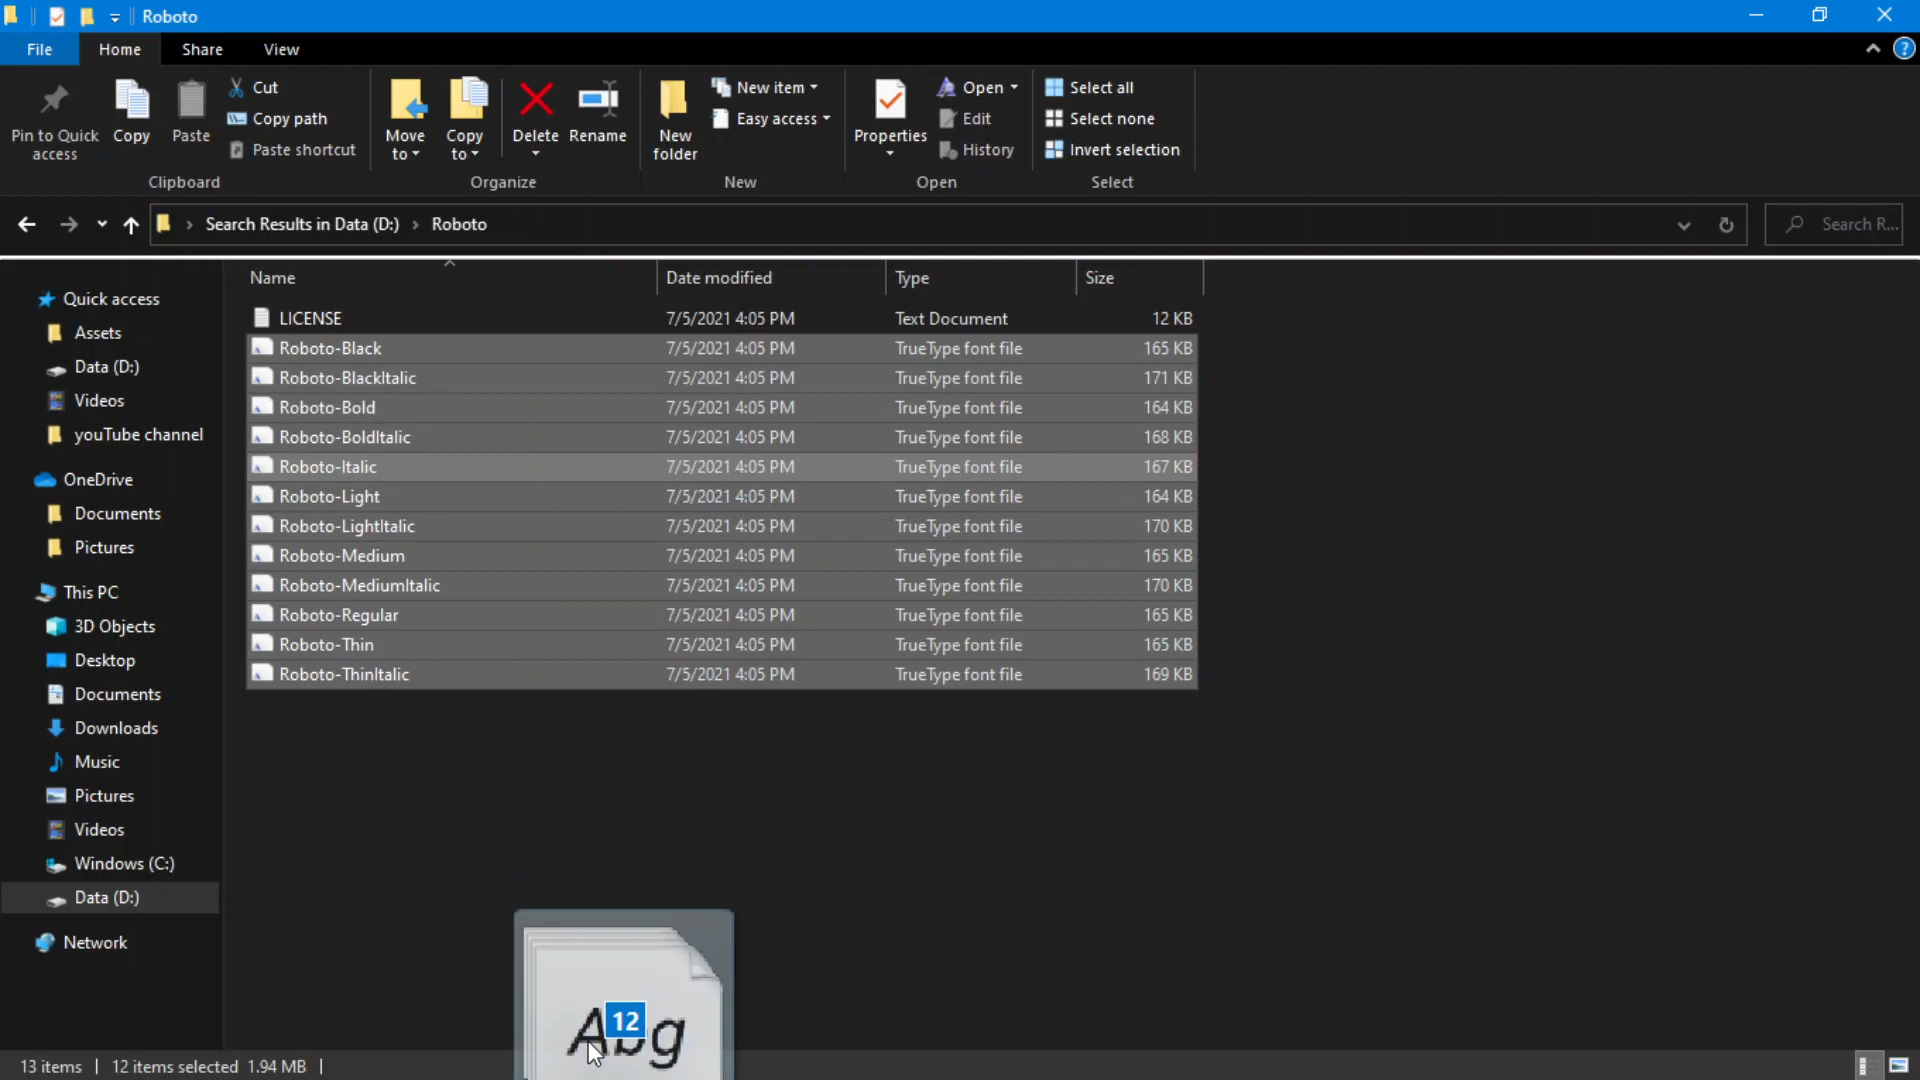 Roboto
File Home Share View
Pin to Quick access
Copy
Paste
Cut
Copy path
Paste shortcut
Clipboard
Move to
Copy to
Delete
Rename
Organize
New folder
New item
Easy access
New
Properties
Open
Edit
History
Open
Select all
Select none
Invert selection
Select
Search Results in Data (D:) Roboto
Search R...
Quick access
Assets
Data (D:)
Videos
youTube channel
OneDrive
Documents
Pictures
This PC
3D Objects
Desktop
Documents
Downloads
Music
Pictures
Videos
Windows (C:)
Data (D:)
Network
Name Date modified Type Size
LICENSE 7/5/2021 4:05 PM Text Document 12 KB
Roboto-Black 7/5/2021 4:05 PM TrueType font file 165 KB
Roboto-BlackItalic 7/5/2021 4:05 PM TrueType font file 171 KB
Roboto-Bold 7/5/2021 4:05 PM TrueType font file 164 KB
Roboto-BoldItalic 7/5/2021 4:05 PM TrueType font file 168 KB
Roboto-Italic 7/5/2021 4:05 PM TrueType font file 167 KB
Roboto-Light 7/5/2021 4:05 PM TrueType font file 164 KB
Roboto-LightItalic 7/5/2021 4:05 PM TrueType font file 170 KB
Roboto-Medium 7/5/2021 4:05 PM TrueType font file 165 KB
Roboto-MediumItalic 7/5/2021 4:05 PM TrueType font file 170 KB
Roboto-Regular 7/5/2021 4:05 PM TrueType font file 165 KB
Roboto-Thin 7/5/2021 4:05 PM TrueType font file 165 KB
Roboto-ThinItalic 7/5/2021 4:05 PM TrueType font file 169 KB
Abg
12
13 items 12 items selected 1.94 MB